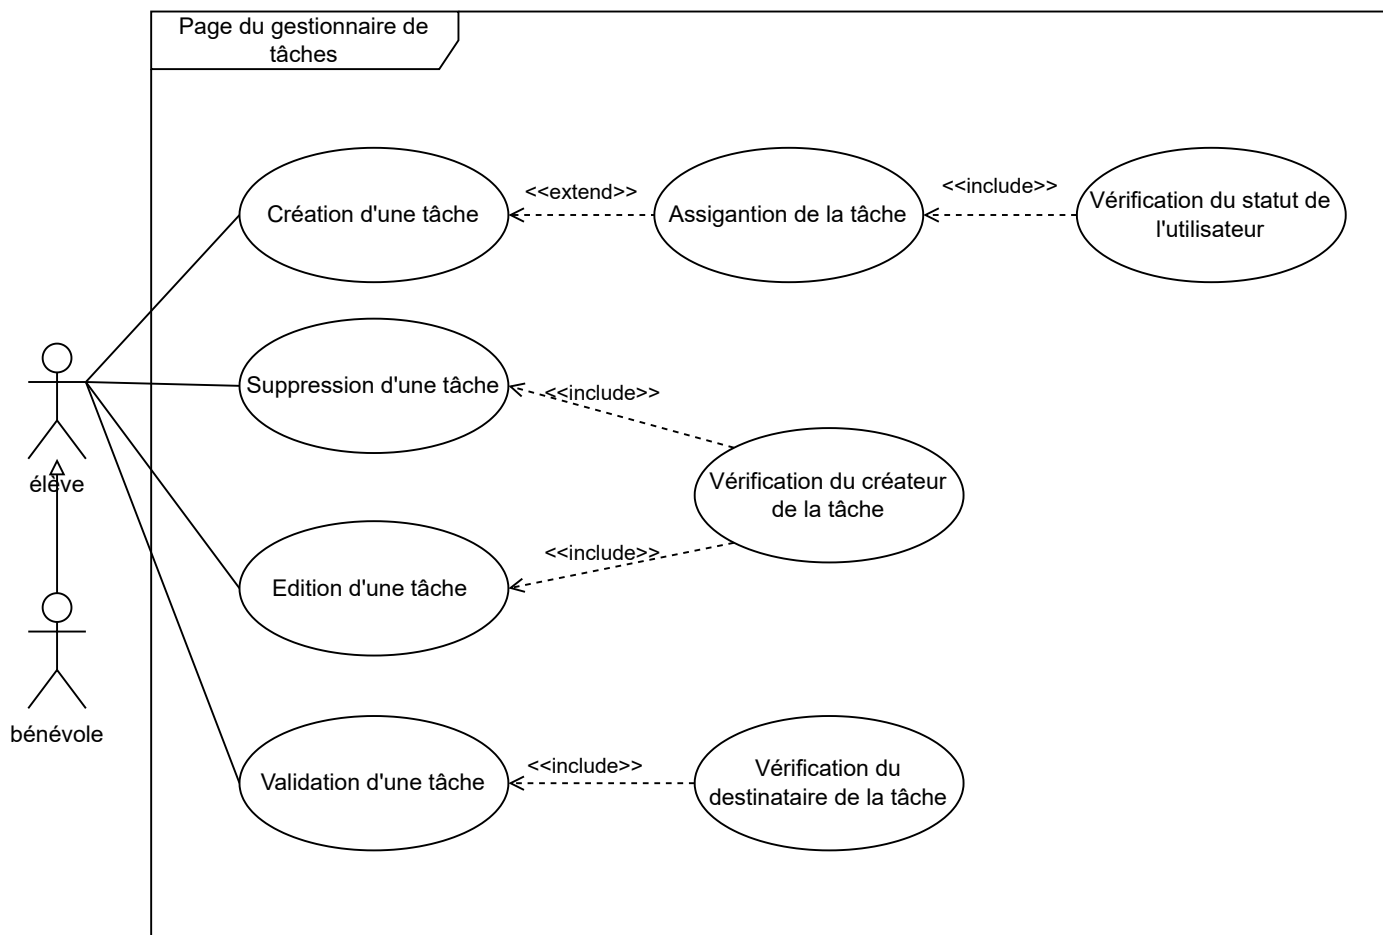 Page du gestionnaire de
tâches
Création d'une tâche
<<extend>>
Assigantion de la tâche
<<include>>
Vérification du statut de
l'utilisateur
Suppression d'une tâche
<<include>>
Vérification du créateur
de la tâche
élève
<<include>>
Edition d'une tâche
bénévole
Validation d'une tâche
<<include>>
Vérification du
destinataire de la tâche